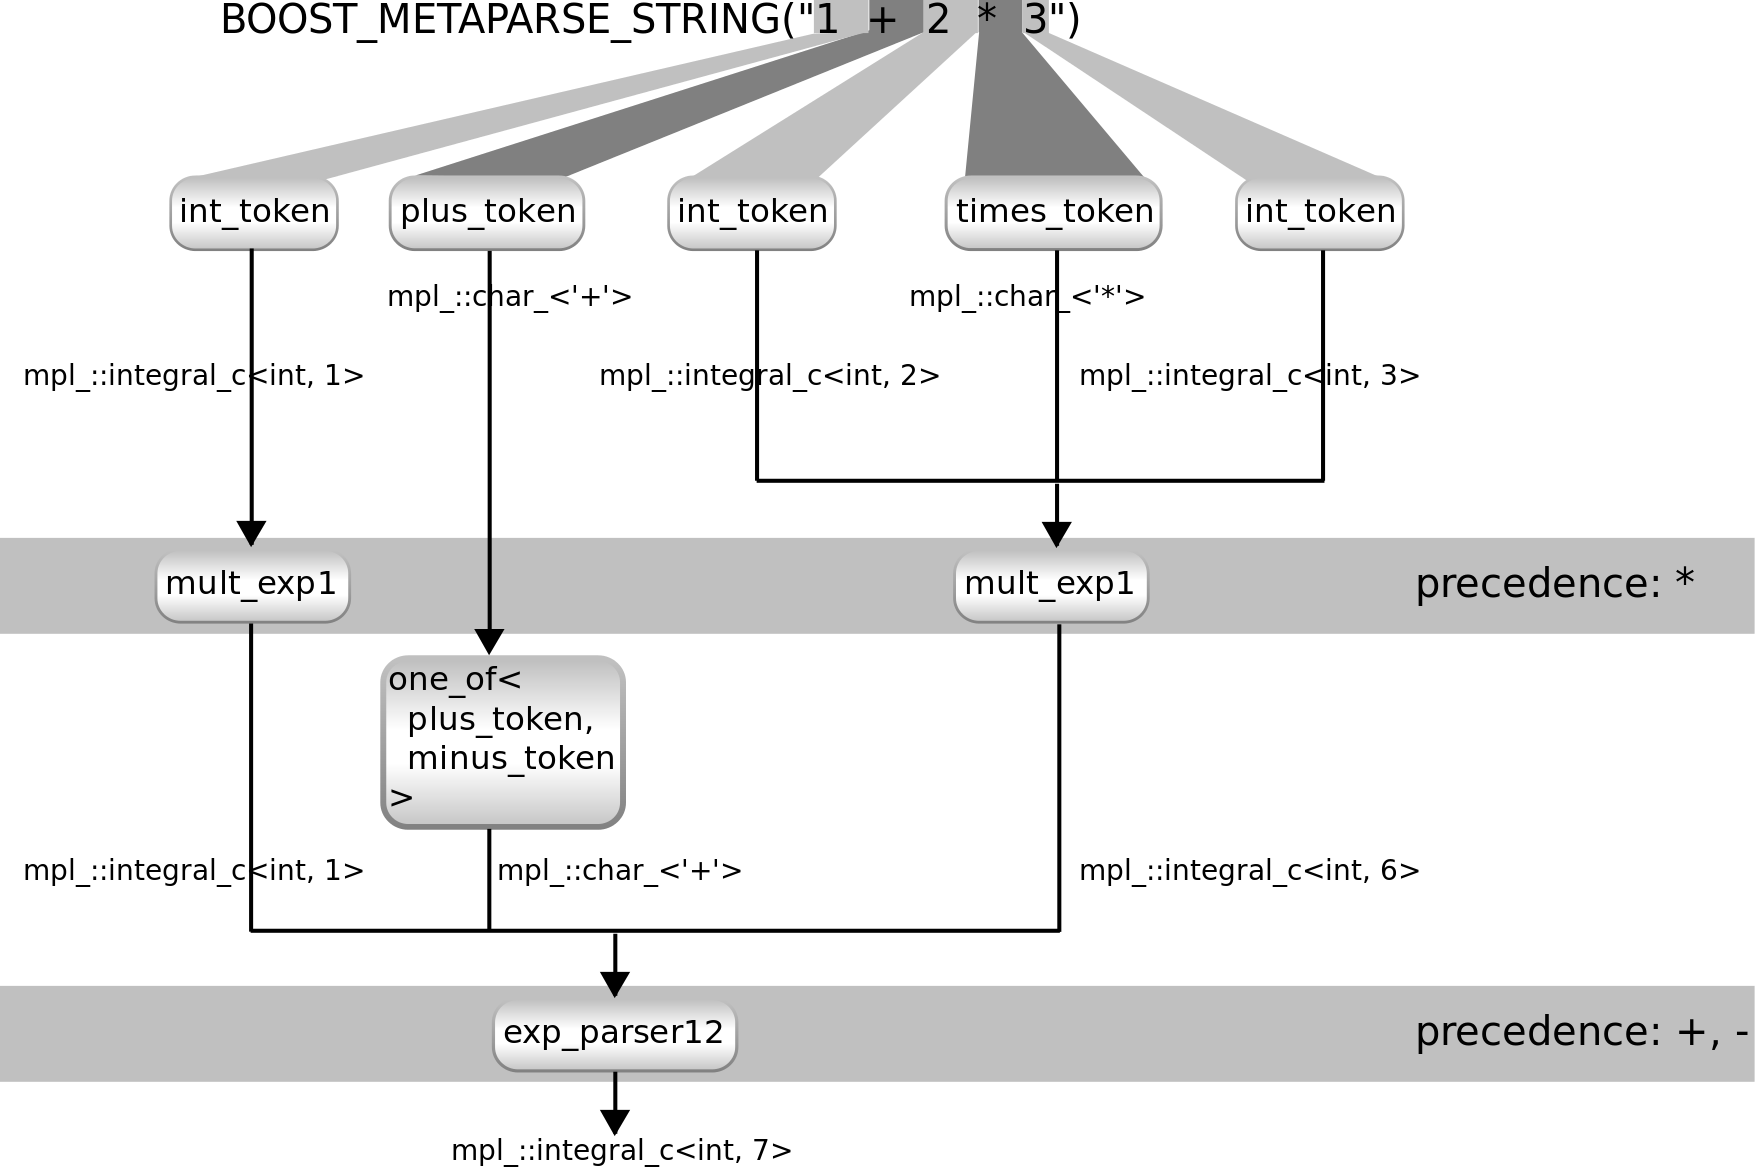 BOOST_METAPARSE_STRING("1 + 2 * 3")
int_token plus_token int_token times_token int_token
mpl_::char_<'+'> mpl_::char_<'*'>
mpl_::integral_c<int, 1> mpl_::integral_c<int, 2> mpl_::integral_c<int, 3>
mult_exp1 mult_exp1 precedence: *
one_of<
plus_token,
minus_token
>
mpl_::integral_c<int, 1> mpl_::char_<'+'> mpl_::integral_c<int, 6>
exp_parser12 precedence: +, -
mpl_::integral_c<int, 7>